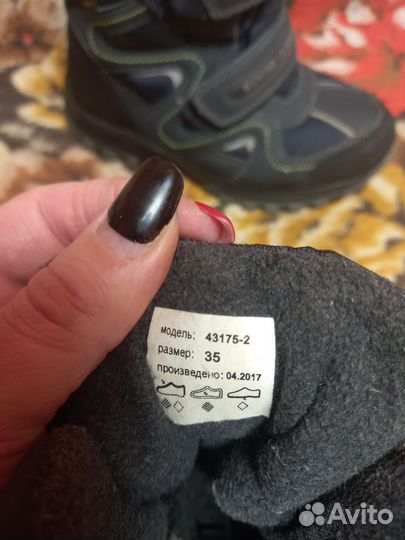 модель: 43175-2
размер: 35
произведено: 04.2017
Avito